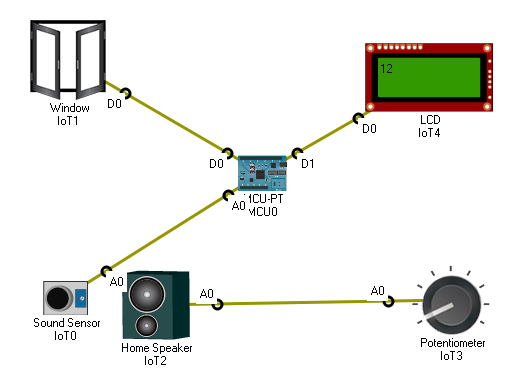 12
Window
IoT1
D0
LCD
IoT4
D0
D0
D1
MCU-PT
MCU0
A0
A0
Sound Sensor
IoT0
Home Speaker
IoT2
A0
A0
Potentiometer
IoT3